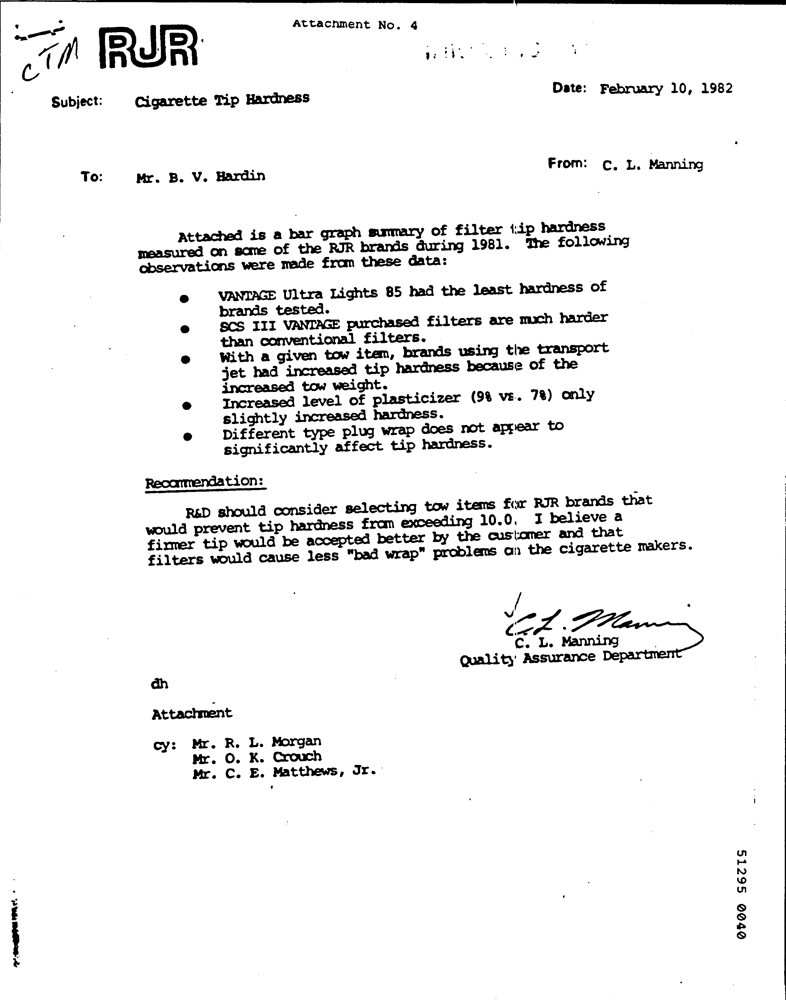 Attachment No. 4
CTM RJR
Date: February 10, 1982
Subject: Cigarette Tip Hardness
From: C. L. Manning
To: Mr. B. V. Hardin
Attached is a bar graph summary of filter tip hardness
measured on some of the RJR brands during 1981. The following
observations were made from these data:
● VANTAGE Ultra Lights 85 had the least hardness of
brands tested.
● SCS III VANTAGE purchased filters are much harder
than conventional filters.
● With a given tow item, brands using the transport
jet had increased tip hardness because of the
increased tow weight.
● Increased level of plasticizer (9% vs. 7%) only
slightly increased hardness.
● Different type plug wrap does not appear to
significantly affect tip hardness.
Recommendation:
R&D should consider selecting tow items for RJR brands that
would prevent tip hardness from exceeding 10.0. I believe a
firmer tip would be accepted better by the customer and that
filters would cause less "bad wrap" problems on the cigarette makers.
C. L. Manning
C. L. Manning
Quality Assurance Department
dh
Attachment
cy: Mr. R. L. Morgan
Mr. O. K. Crouch
Mr. C. E. Matthews, Jr.
51295 0040